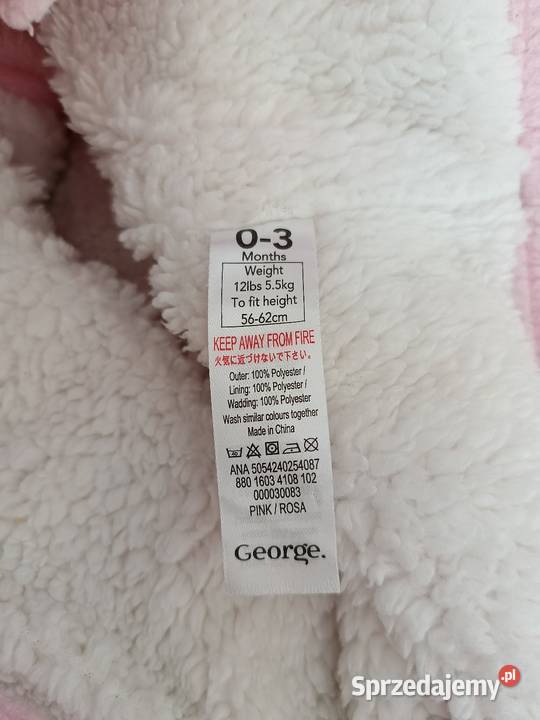 0-3
Months
Weight
12lbs 5.5kg
To fit height
56-62cm
KEEP AWAY FROM FIRE
火気に近づけないで下さい。
Outer: 100% Polyester /
Lining: 100% Polyester /
Wadding: 100% Polyester
Wash similar colours together
Made in China
ANA 5054240254087
880 1603 4108 102
000030083
PINK / ROSA
George.
Sprzedajemy.pl